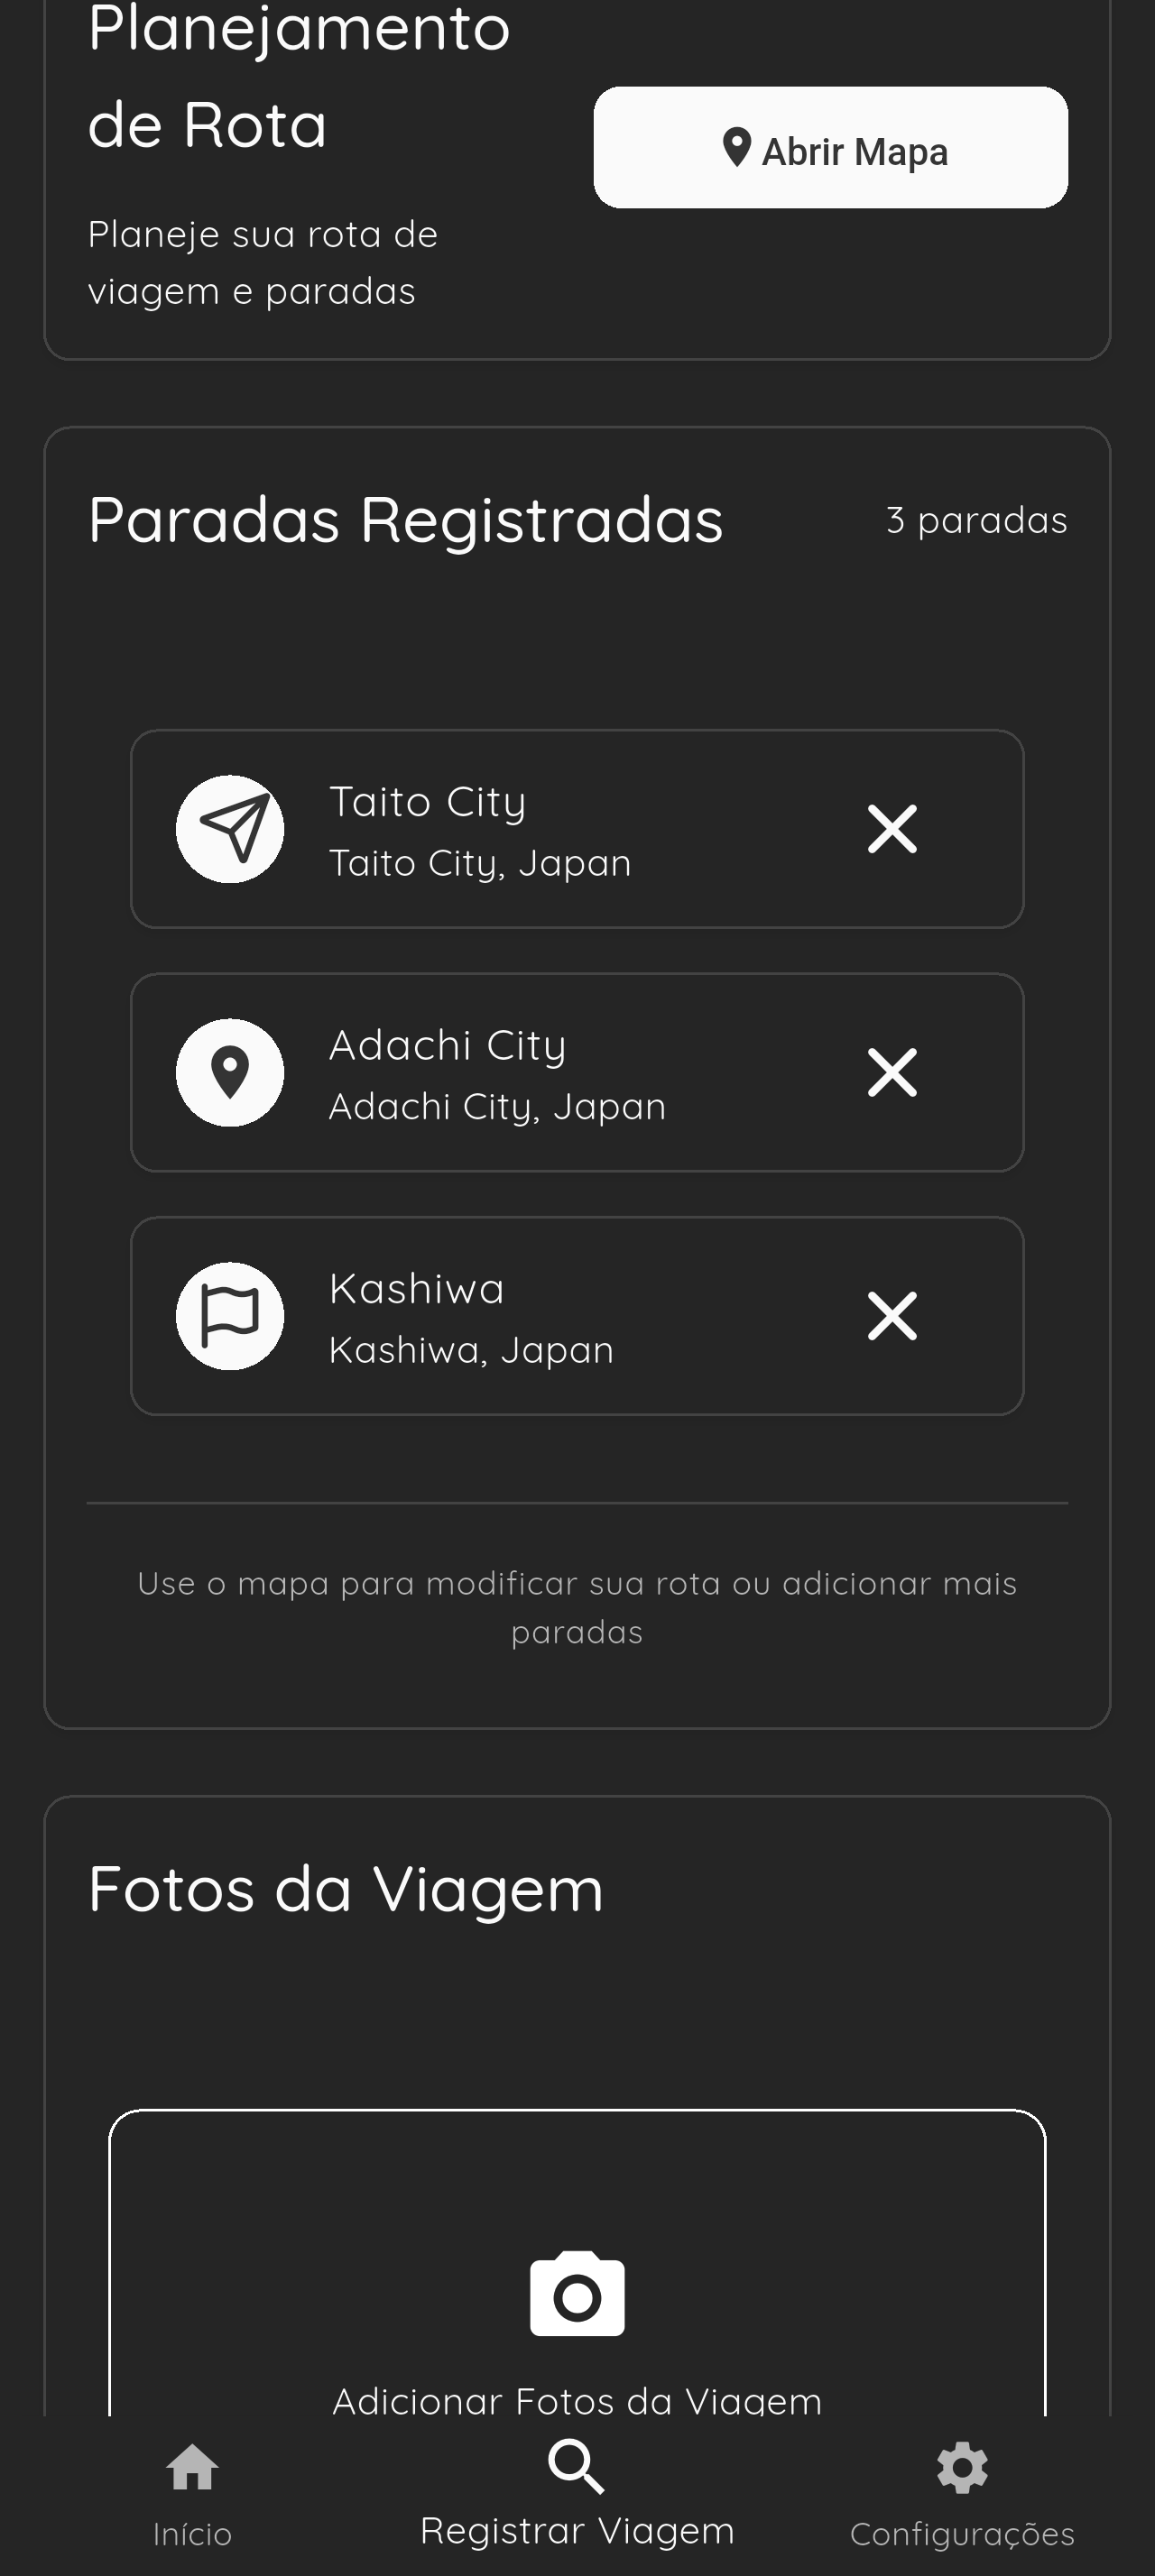 Planejamento
de Rota
Abrir Mapa
Planeje sua rota de
viagem e paradas
Paradas Registradas
3 paradas
Taito City
Taito City, Japan
Adachi City
Adachi City, Japan
Kashiwa
Kashiwa, Japan
Use o mapa para modificar sua rota ou adicionar mais
paradas
Fotos da Viagem
Adicionar Fotos da Viagem
Início
Registrar Viagem
Configurações